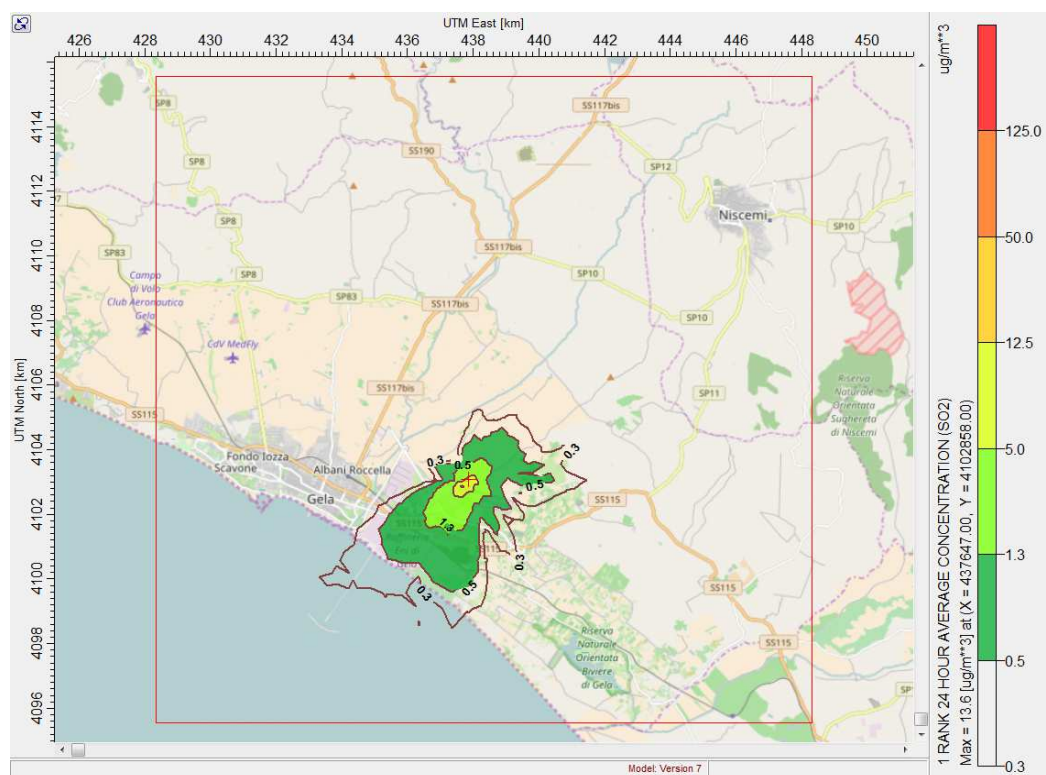 UTM East [km]
426 428 430 432 434 436 438 440 442 444 446 448 450
UTM North [km]
4114
4112
4110
4108
4106
4104
4102
4100
4098
4096
SP8
SS117bis
SS190
SP12
SP8
Niscemi
SP8
SP10
SP83
SS117bis
SP10
Campo
di Volo
Club Aeronautico
Gela
SP8
SP83
SS117bis
SP10
CdV MedFly
SS117bis
SP11
Riserva
Naturale
Orientata
Sughereta
di Niscemi
SS115
Fondo Iozza
Scavone
Albani Roccella
Gela
0.3
0.5
0.3
0.5
1.3
SS115
SS115
0.3
0.5
0.3
SS115
Riserva
Naturale
Orientata
Biviere
di Gela
SS115
Model: Version 7
ug/m**3
125.0
50.0
12.5
5.0
1.3
0.5
0.3
1 RANK 24 HOUR AVERAGE CONCENTRATION (SO2)
Max = 13.6 [ug/m**3] at (X = 437647.00, Y = 4102858.00)